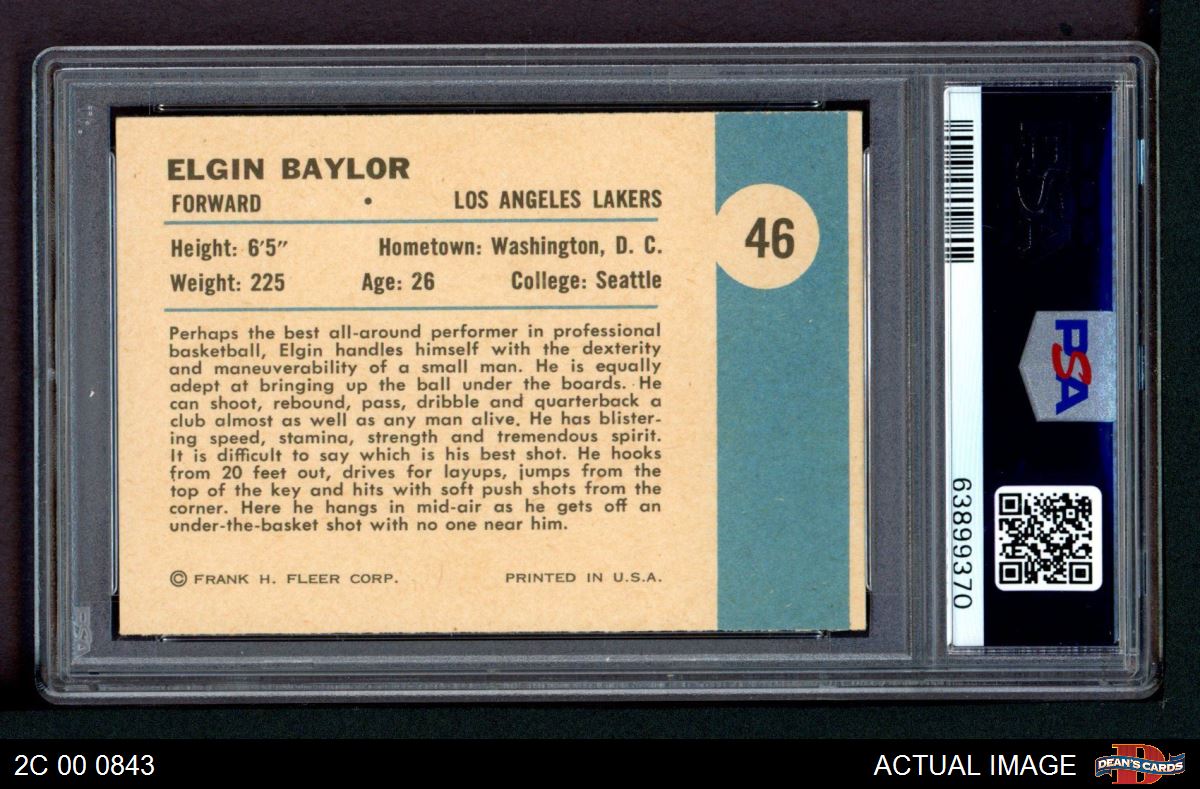 ELGIN BAYLOR
FORWARD • LOS ANGELES LAKERS
Height: 6'5" Hometown: Washington, D. C.
Weight: 225 Age: 26 College: Seattle
46
Perhaps the best all-around performer in professional
basketball, Elgin handles himself with the dexterity
and maneuverability of a small man. He is equally
adept at bringing up the ball under the boards. He
can shoot, rebound, pass, dribble and quarterback a
club almost as well as any man alive. He has blister-
ing speed, stamina, strength and tremendous spirit.
It is difficult to say which is his best shot. He hooks
from 20 feet out, drives for layups, jumps from the
top of the key and hits with soft push shots from the
corner. Here he hangs in mid-air as he gets off an
under-the-basket shot with no one near him.
© FRANK H. FLEER CORP. PRINTED IN U.S.A.
PSA
63899370
2C 00 0843
ACTUAL IMAGE
DEAN'S CARDS